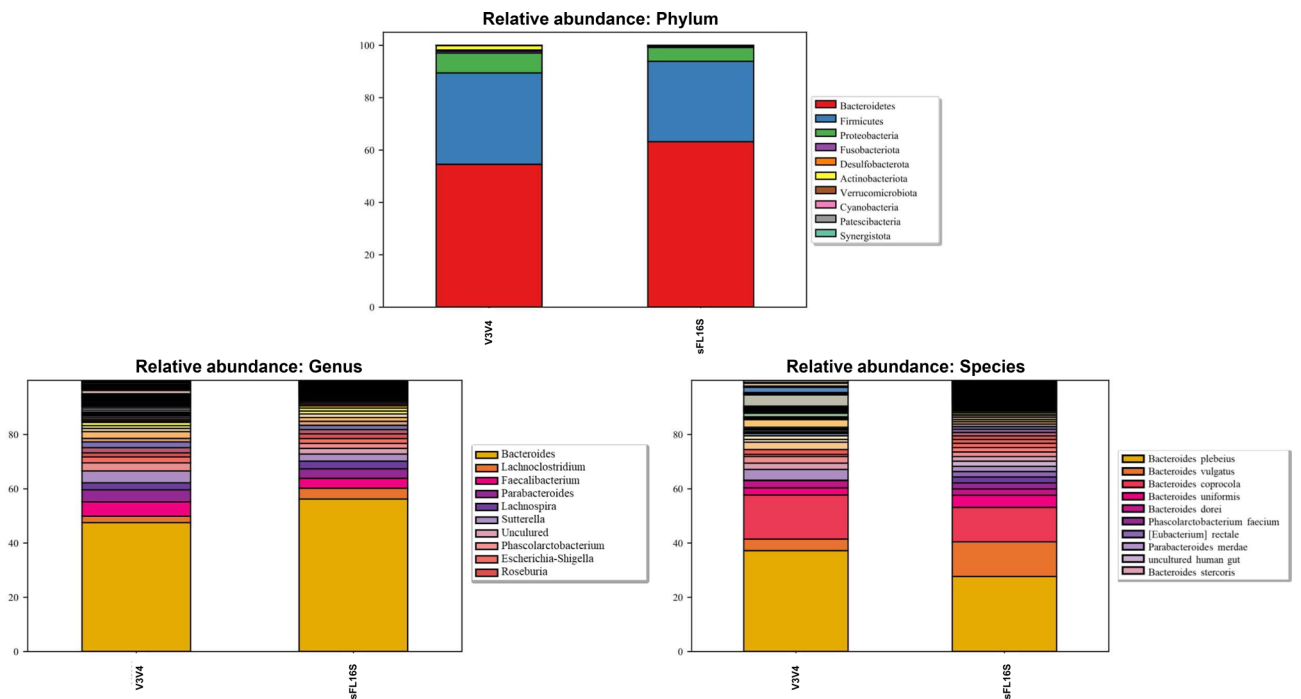 Relative abundance: Phylum
100
80
60
40
20
0
V3V4
sFL16S
Bacteroidetes
Firmicutes
Proteobacteria
Fusobacteriota
Desulfobacterota
Actinobacteriota
Verrucomicrobiota
Cyanobacteria
Patescibacteria
Synergistota
Relative abundance: Genus
80
60
40
20
0
V3V4
sFL16S
Bacteroides
Lachnoclostridium
Faecalibacterium
Parabacteroides
Lachnospira
Sutterella
Unculured
Phascolarctobacterium
Escherichia-Shigella
Roseburia
Relative abundance: Species
80
60
40
20
0
V3V4
sFL16S
Bacteroides plebeius
Bacteroides vulgatus
Bacteroides coprocola
Bacteroides uniformis
Bacteroides dorei
Phascolarctobacterium faecium
[Eubacterium] rectale
Parabacteroides merdae
uncultured human gut
Bacteroides stercoris